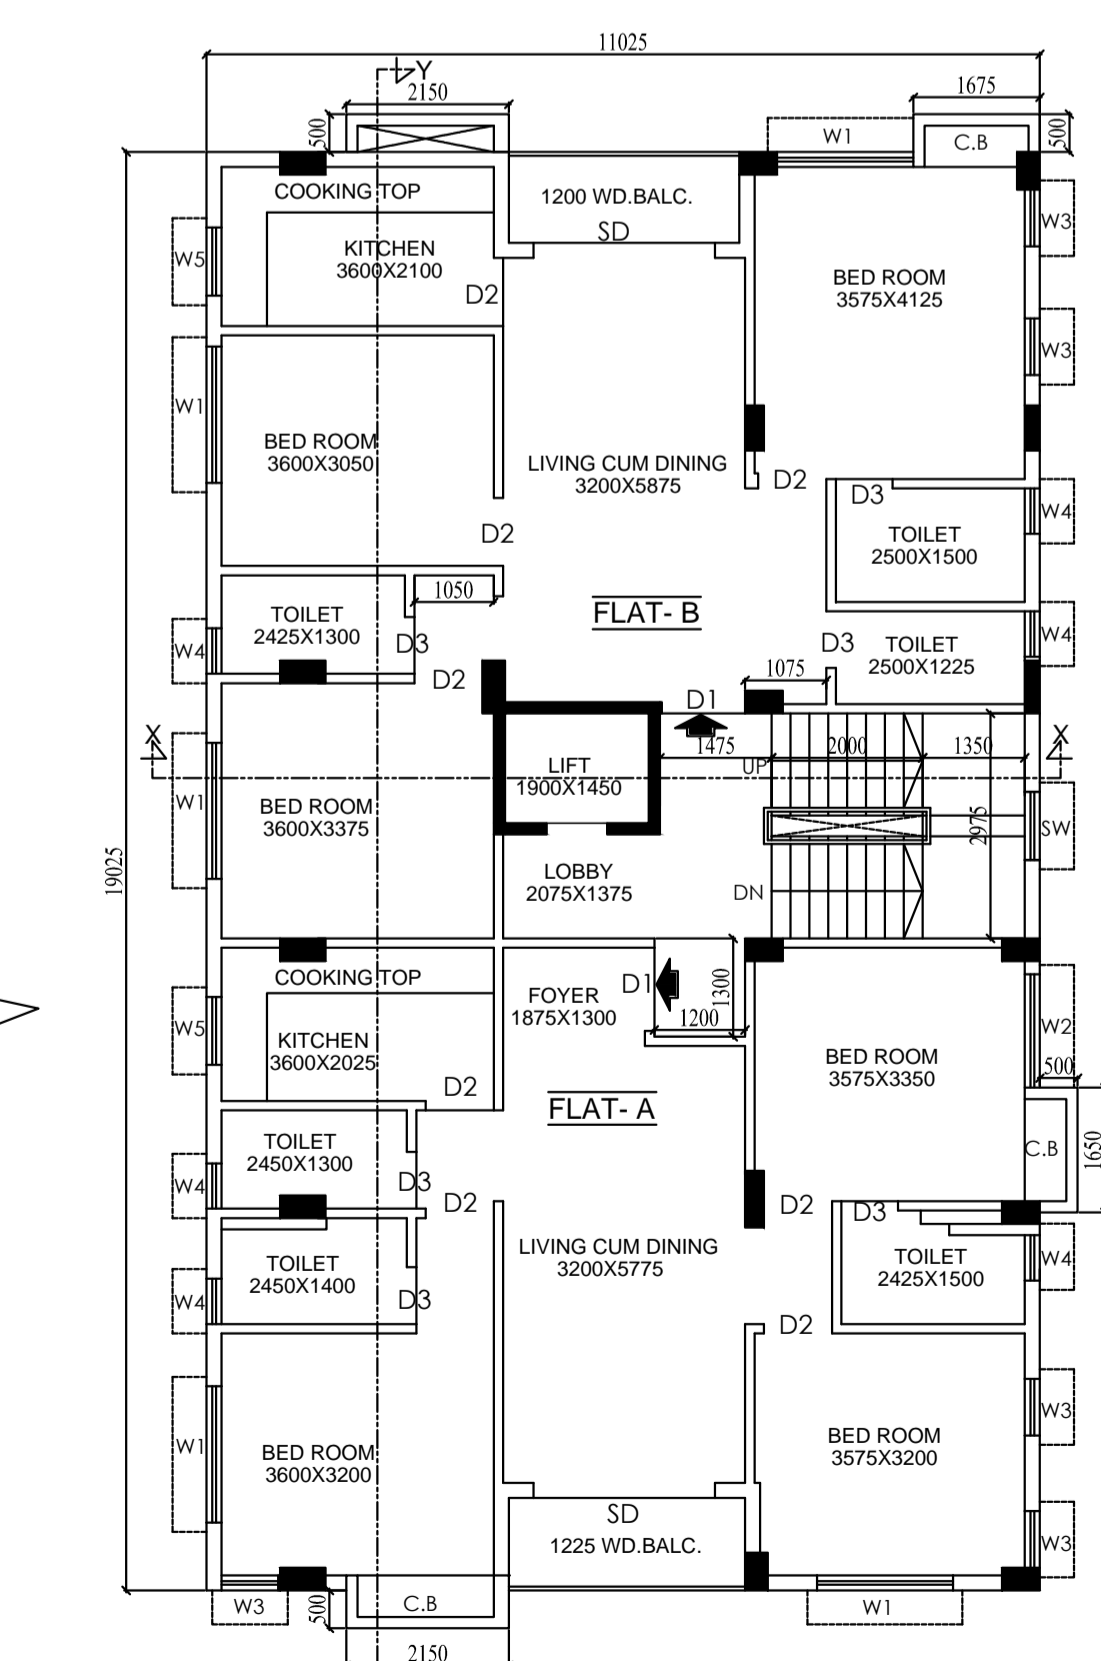 11025
Y
2150
1675
500
500
W1
C.B
COOKING TOP
1200 WD.BALC.
SD
W3
W5
KITCHEN
3600X2100
D2
BED ROOM
3575X4125
W3
W1
BED ROOM
3600X3050
LIVING CUM DINING
3200X5875
D2
D3
W4
D2
TOILET
2500X1500
1050
TOILET
2425X1300
FLAT- B
W4
W4
D3
D3
TOILET
2500X1225
D2
1075
D1
X
1475
2000
1350
X
UP
LIFT
1900X1450
W1
BED ROOM
3600X3375
2975
SW
19025
LOBBY
2075X1375
DN
COOKING TOP
D1
1300
FOYER
1875X1300
1200
W5
W2
KITCHEN
3600X2025
BED ROOM
3575X3350
500
D2
FLAT- A
TOILET
2450X1300
C.B
1650
W4
D3
D2
D2
D3
LIVING CUM DINING
3200X5775
TOILET
2450X1400
TOILET
2425X1500
W4
W4
D3
D2
W1
BED ROOM
3600X3200
BED ROOM
3575X3200
W3
SD
1225 WD.BALC.
W3
W3
500
C.B
W1
2150